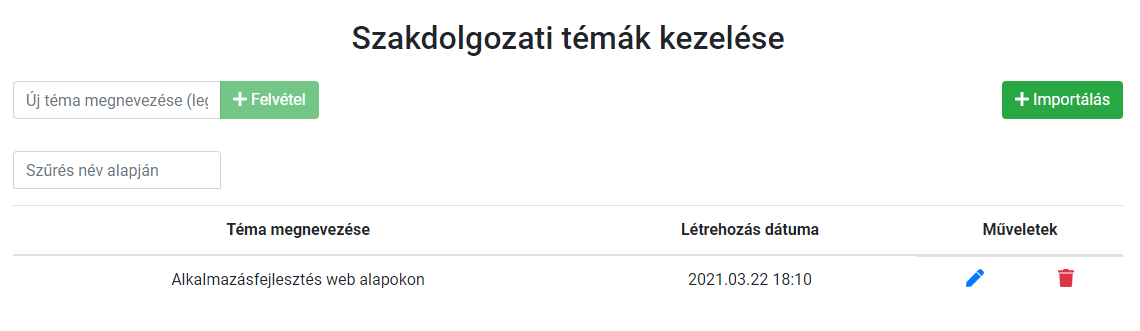 Szakdolgozati témák kezelése
Új téma megnevezése (leg
Felvétel
Importálás
Szűrés név alapján
Téma megnevezése Létrehozás dátuma Műveletek
Alkalmazásfejlesztés web alapokon 2021.03.22 18:10